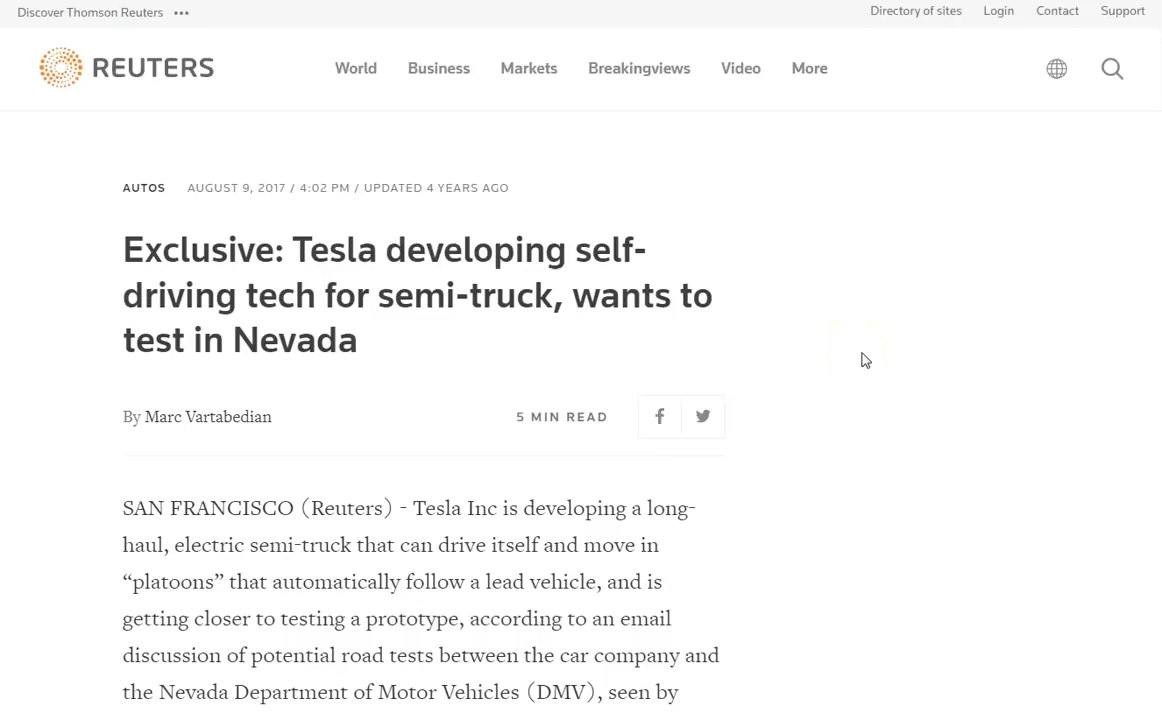 Discover Thomson Reuters •••
Directory of sites Login Contact Support
REUTERS
World Business Markets Breakingviews Video More
AUTOS AUGUST 9, 2017 / 4:02 PM / UPDATED 4 YEARS AGO
Exclusive: Tesla developing self-
driving tech for semi-truck, wants to
test in Nevada
By Marc Vartabedian
5 MIN READ
SAN FRANCISCO (Reuters) - Tesla Inc is developing a long-
haul, electric semi-truck that can drive itself and move in
“platoons” that automatically follow a lead vehicle, and is
getting closer to testing a prototype, according to an email
discussion of potential road tests between the car company and
the Nevada Department of Motor Vehicles (DMV), seen by